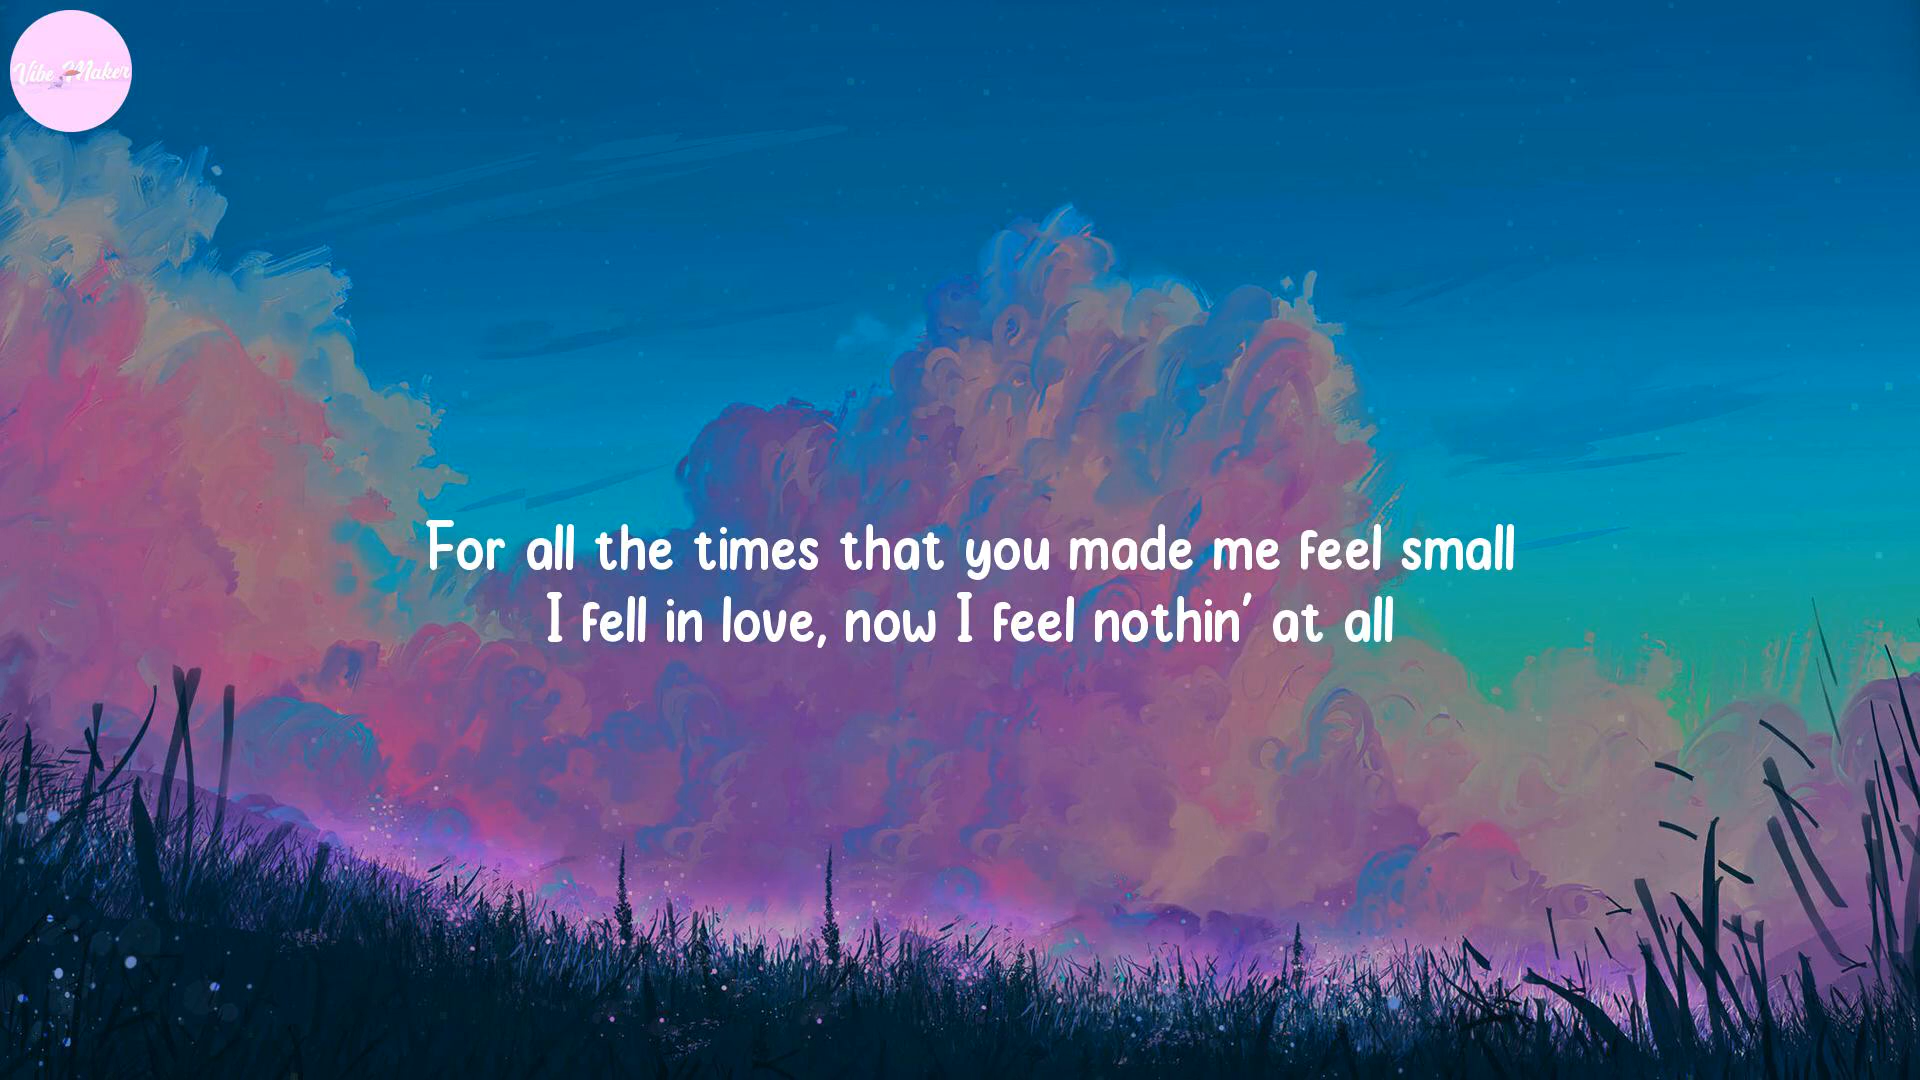 Vibe Maker
For all the times that you made me feel small
I fell in love, now I feel nothin' at all